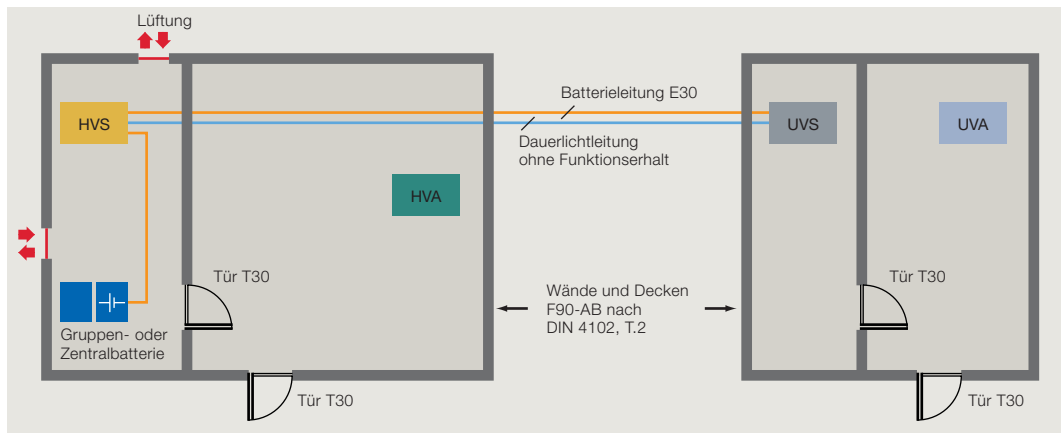 Lüftung
HVS
Batterieleitung E30
Dauerlichtleitung
ohne Funktionserhalt
UVS
UVA
HVA
Tür T30
Gruppen- oder
Zentralbatterie
Wände und Decken
F90-AB nach
DIN 4102, T.2
Tür T30
Tür T30
Tür T30